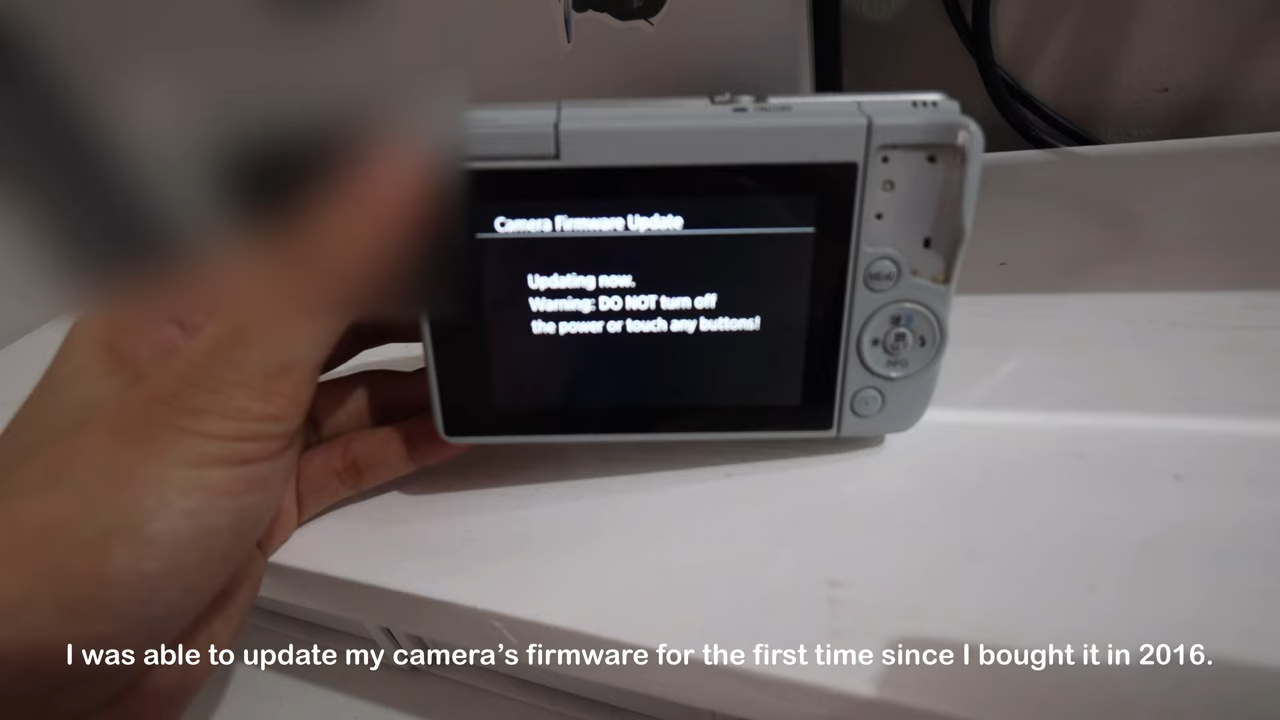 Camera Firmware Update
Updating now.
Warning: DO NOT turn off
the power or touch any buttons!
MENU
INFO
I was able to update my camera’s firmware for the first time since I bought it in 2016.